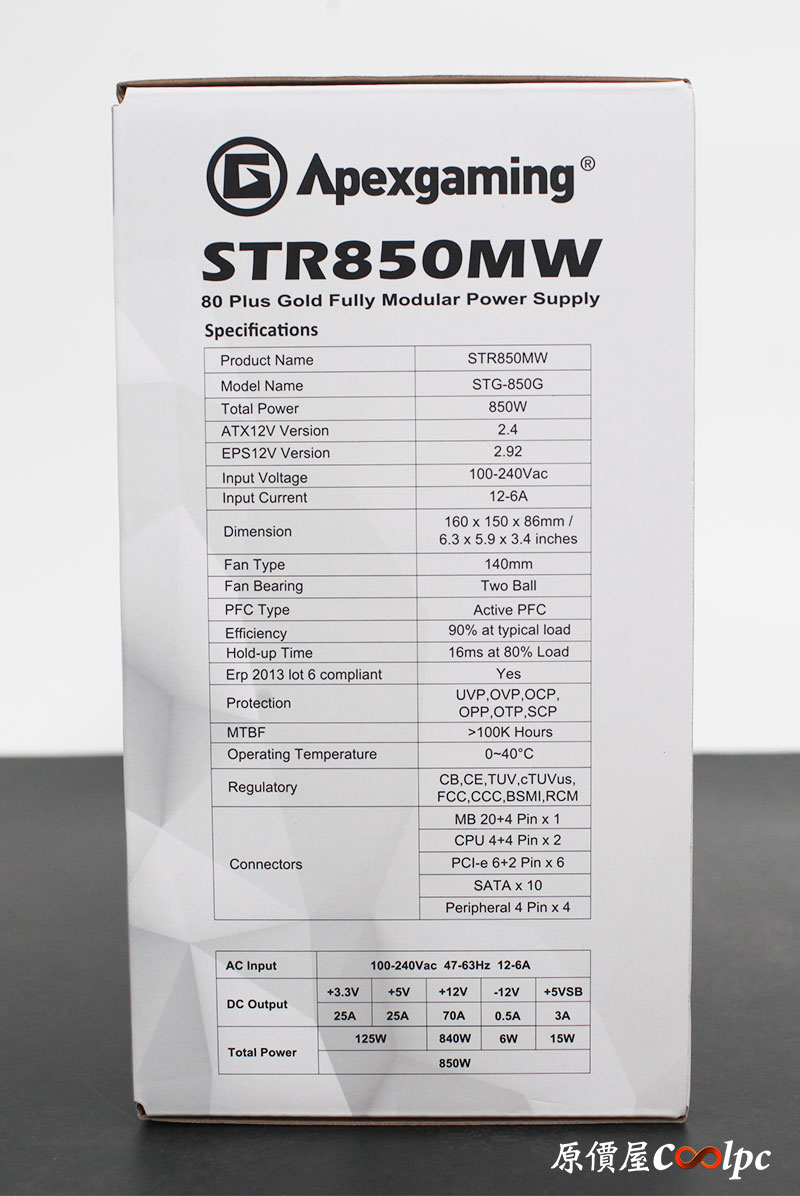 G Apexgaming®
STR850MW
80 Plus Gold Fully Modular Power Supply
Specifications
Product Name STR850MW
Model Name STG-850G
Total Power 850W
ATX12V Version 2.4
EPS12V Version 2.92
Input Voltage 100-240Vac
Input Current 12-6A
Dimension 160 x 150 x 86mm /
6.3 x 5.9 x 3.4 inches
Fan Type 140mm
Fan Bearing Two Ball
PFC Type Active PFC
Efficiency 90% at typical load
Hold-up Time 16ms at 80% Load
Erp 2013 lot 6 compliant Yes
Protection UVP,OVP,OCP,
OPP,OTP,SCP
MTBF >100K Hours
Operating Temperature 0~40°C
Regulatory CB,CE,TUV,cTUVus,
FCC,CCC,BSMI,RCM
Connectors MB 20+4 Pin x 1
CPU 4+4 Pin x 2
PCI-e 6+2 Pin x 6
SATA x 10
Peripheral 4 Pin x 4
AC Input 100-240Vac 47-63Hz 12-6A
DC Output +3.3V +5V +12V -12V +5VSB
25A 25A 70A 0.5A 3A
Total Power 125W 840W 6W 15W
850W
原價屋Coolpc